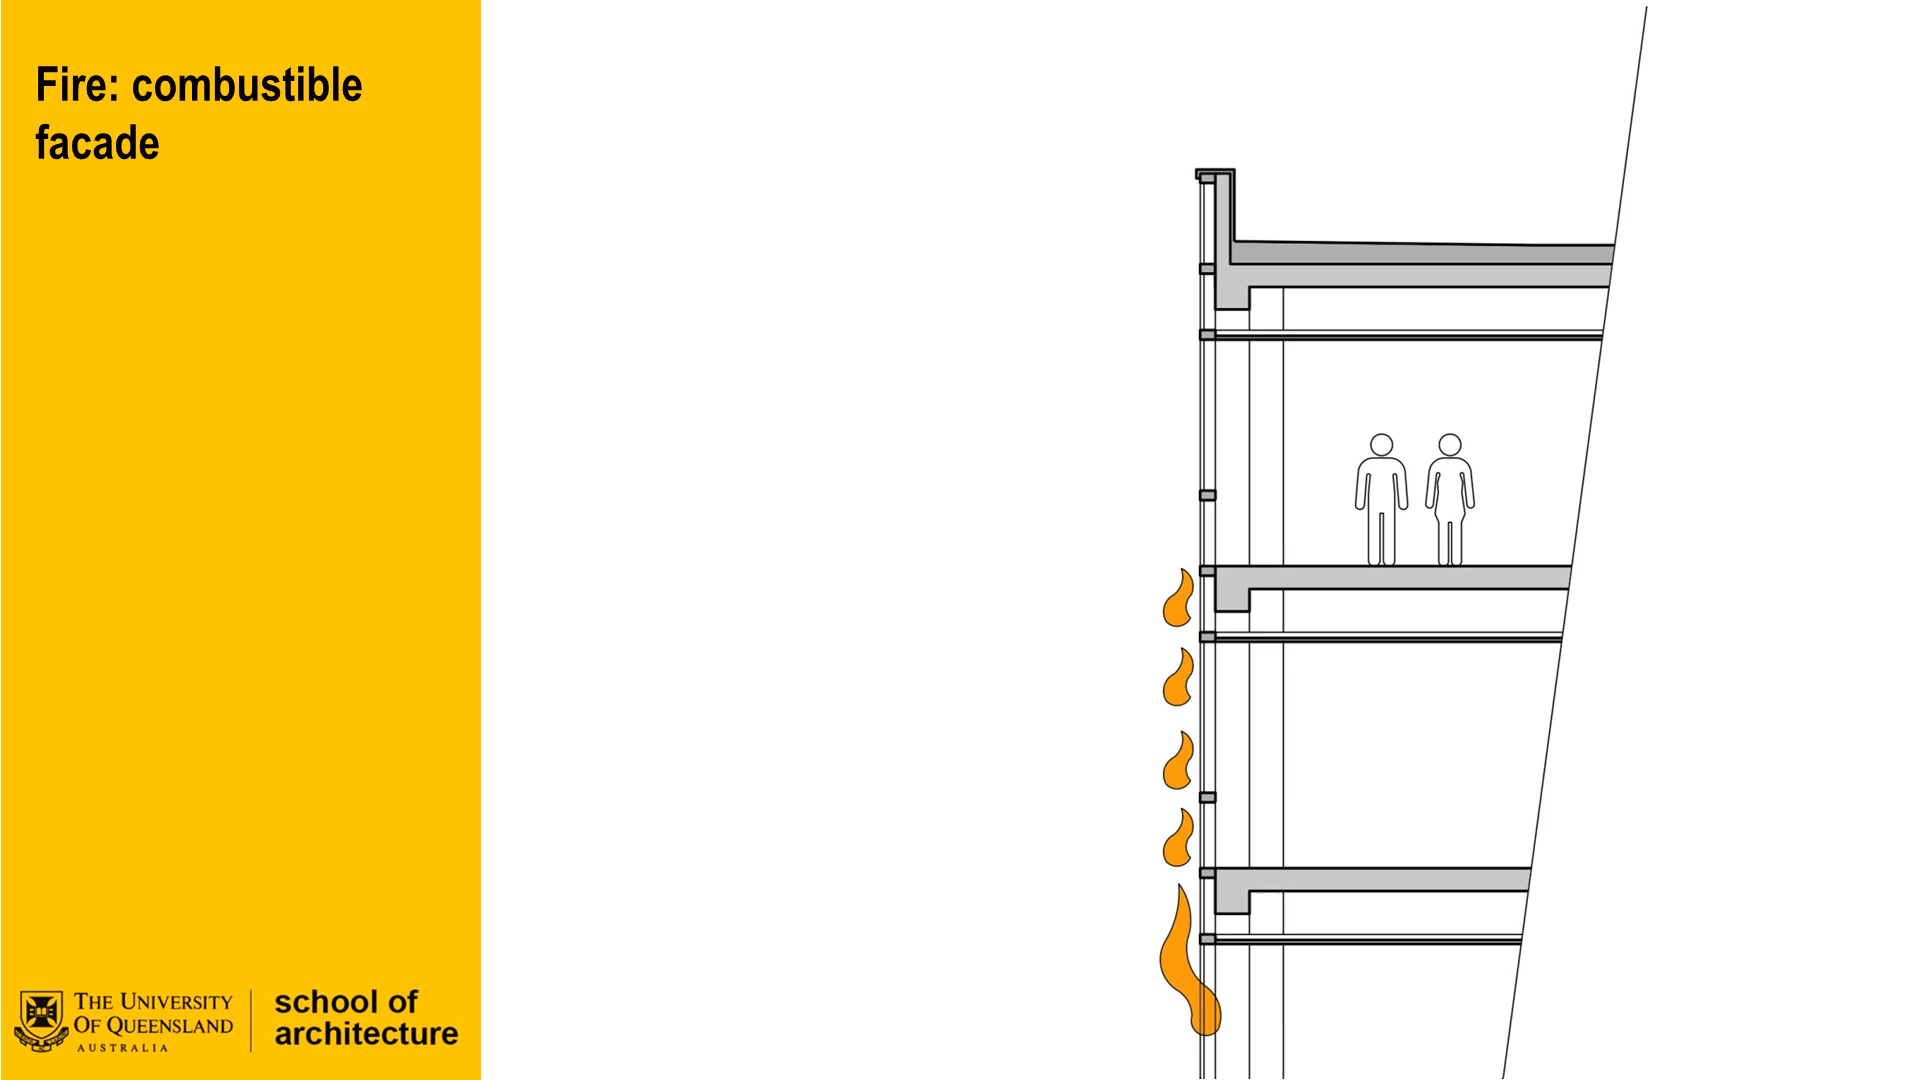 Fire: combustible
facade
THE UNIVERSITY
OF QUEENSLAND
AUSTRALIA
school of
architecture